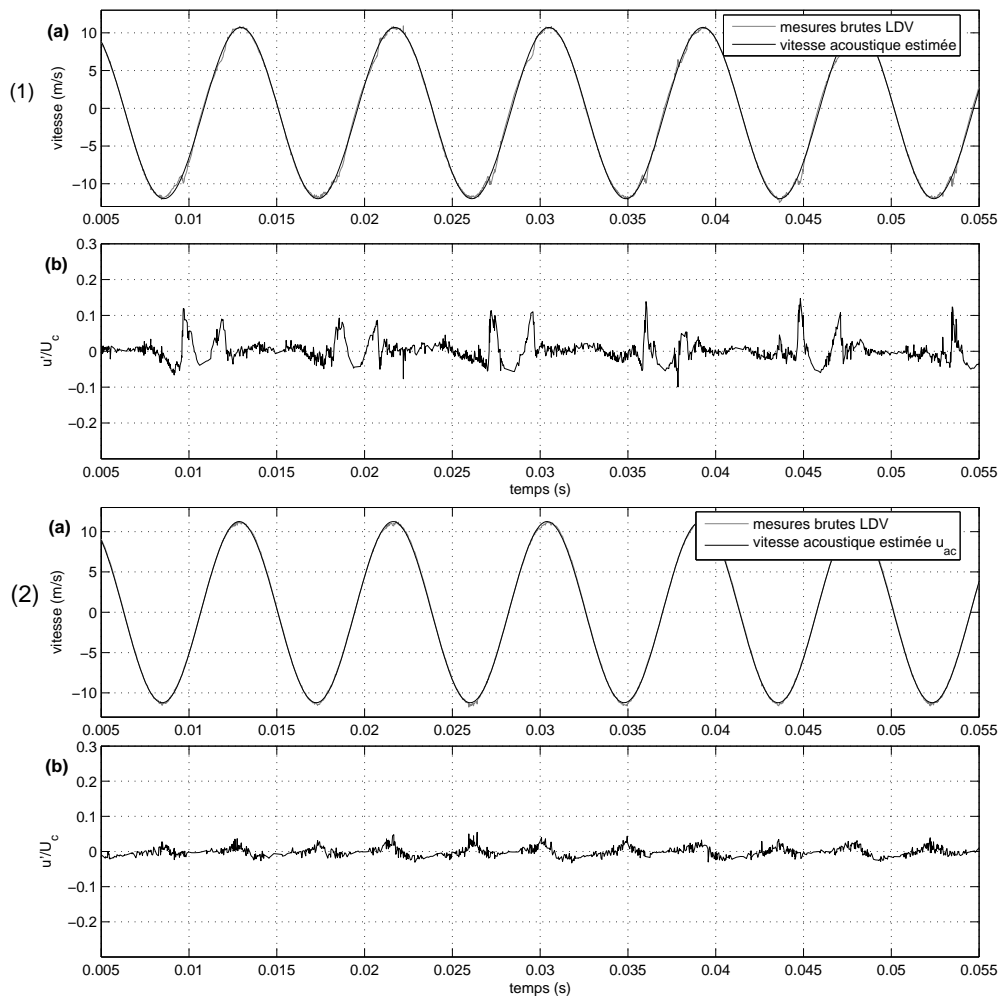 (1)
(a)
mesures brutes LDV
vitesse acoustique estimée
vitesse (m/s)
10
5
0
−5
−10
0.005 0.01 0.015 0.02 0.025 0.03 0.035 0.04 0.045 0.05 0.055
(b)
u'/U_c
0.3
0.2
0.1
0
−0.1
−0.2
0.005 0.01 0.015 0.02 0.025 0.03 0.035 0.04 0.045 0.05 0.055
temps (s)
(2)
(a)
mesures brutes LDV
vitesse acoustique estimée u_ac
vitesse (m/s)
10
5
0
−5
−10
0.005 0.01 0.015 0.02 0.025 0.03 0.035 0.04 0.045 0.05 0.055
(b)
u'/U_c
0.3
0.2
0.1
0
−0.1
−0.2
0.005 0.01 0.015 0.02 0.025 0.03 0.035 0.04 0.045 0.05 0.055
temps (s)